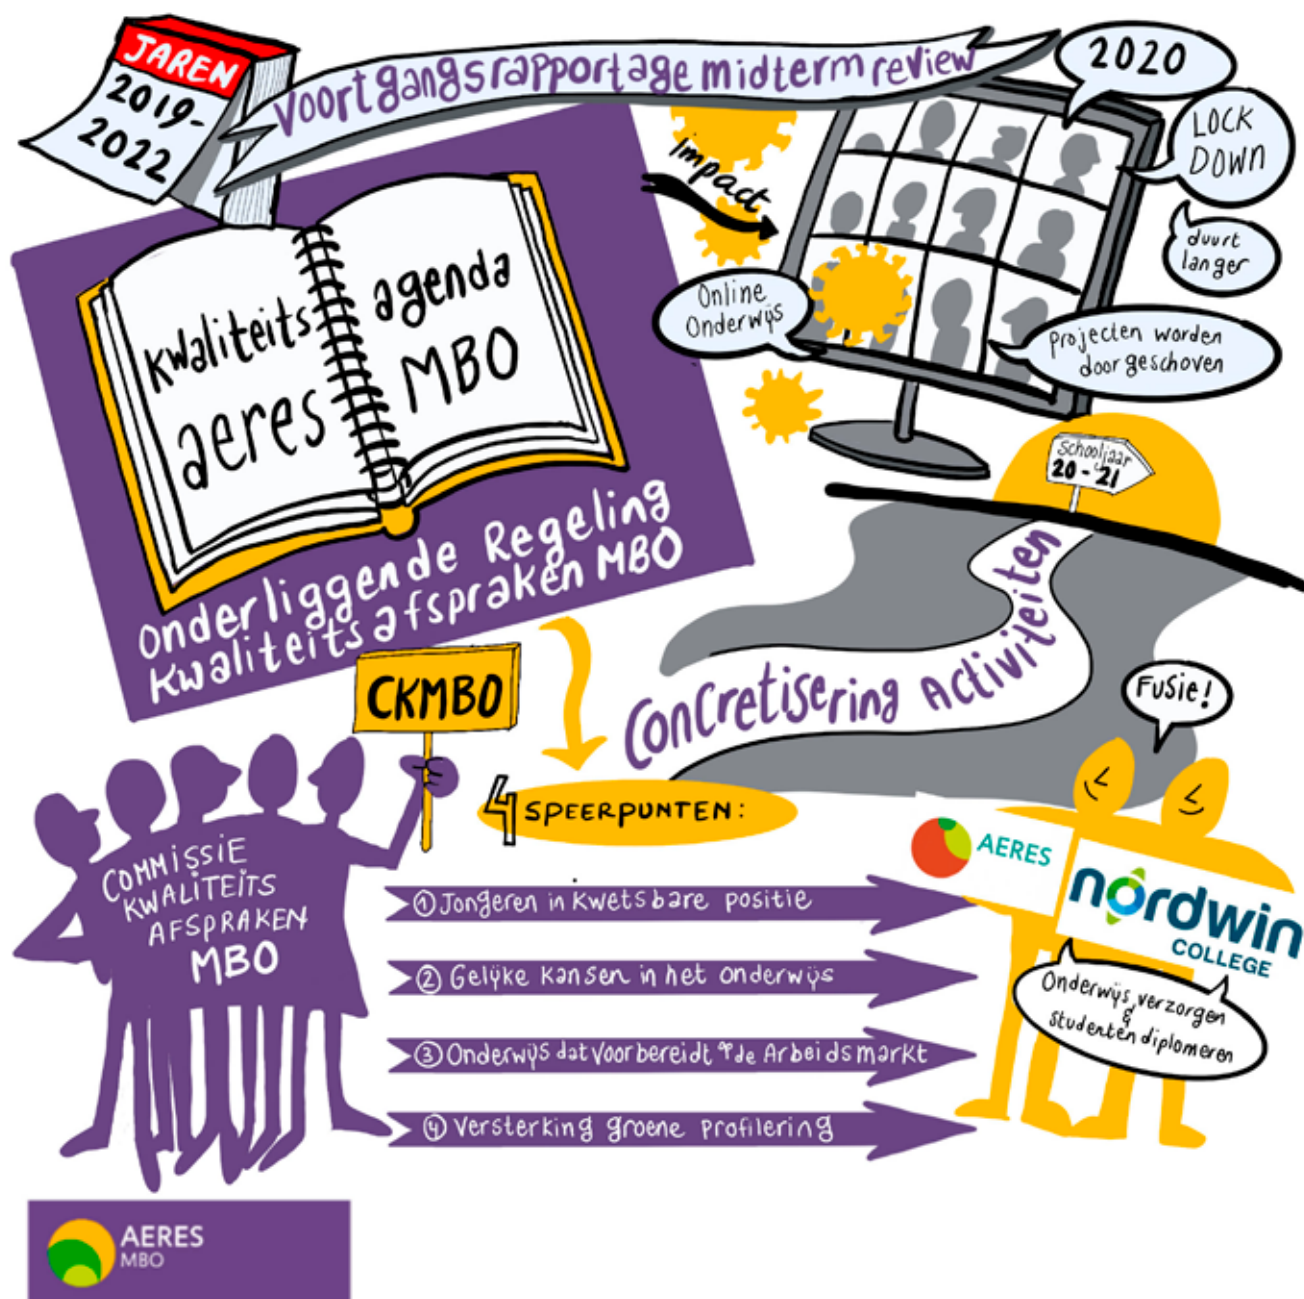 JAREN
2019-
2022
Voortgangsrapportage midterm review
2020
LOCK
DOWN
duurt
langer
impact
Online
Onderwijs
projecten worden
doorgeschoven
kwaliteits
aeres
agenda
MBO
Onderliggende Regeling
Kwaliteitsafspraken MBO
Schooljaar
20 - 21
Concretisering Activiteiten
CKMBO
Fusie!
4 SPEERPUNTEN:
COMMISSIE
KWALITEITS
AFSPRAKEN
MBO
① Jongeren in Kwetsbare positie
② Gelijke Kansen in het onderwijs
③ Onderwijs dat voorbereidt op de Arbeidsmarkt
④ Versterking groene profilering
AERES
nordwin
COLLEGE
Onderwijs verzorgen
&
Studenten diplomeren
AERES
MBO